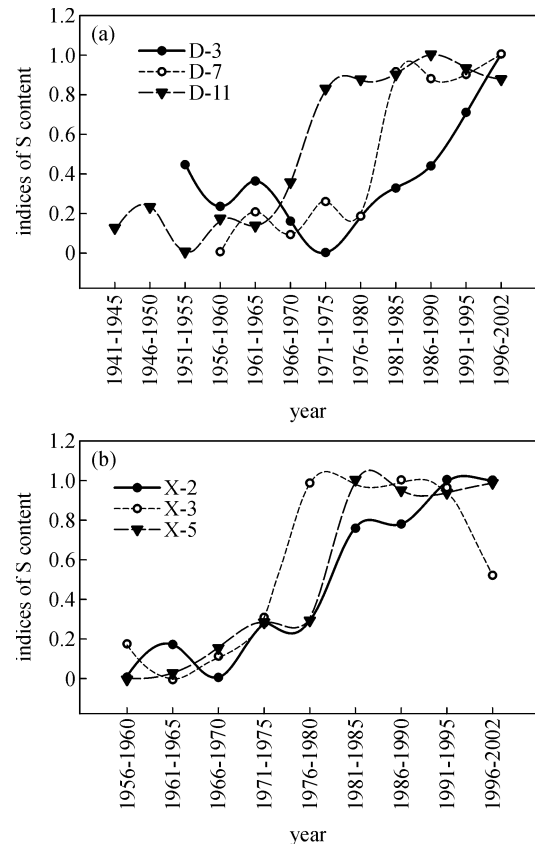 (a)
D-3
D-7
D-11
indices of S content
1.2
1.0
0.8
0.6
0.4
0.2
0
1941-1945
1946-1950
1951-1955
1956-1960
1961-1965
1966-1970
1971-1975
1976-1980
1981-1985
1986-1990
1991-1995
1996-2002
year
(b)
X-2
X-3
X-5
indices of S content
1.2
1.0
0.8
0.6
0.4
0.2
0
1956-1960
1961-1965
1966-1970
1971-1975
1976-1980
1981-1985
1986-1990
1991-1995
1996-2002
year